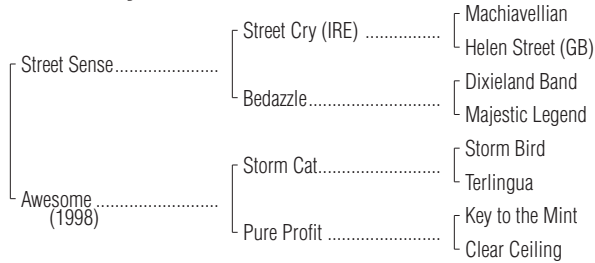 Machiavellian
Street Cry (IRE) ................
Helen Street (GB)
Street Sense......................
Dixieland Band
Bedazzle............................
Majestic Legend
Storm Bird
Storm Cat..........................
Terlingua
Awesome ..........................
(1998)
Key to the Mint
Pure Profit ........................
Clear Ceiling